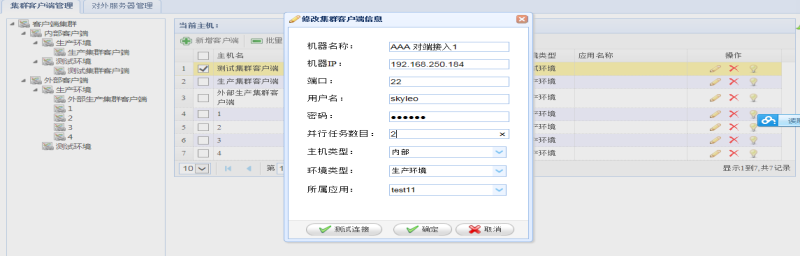 集群客户端管理 对外服务器管理
客户端集群
内部客户端
生产环境
生产集群客户端
测试环境
测试集群客户端
外部客户端
生产环境
外部生产集群客户端
1
2
3
4
测试环境
当前主机:
新增客户端 批量
主机名 类型 应用名称 操作
1 测试集群客户端 试环境
2 生产集群客户端 产环境
3 外部生产集群客户端 产环境
4 1 产环境
5 2 产环境
6 3 产环境
7 4 产环境
10 第 显示1到7,共7记录
修改集群客户端信息
机器名称: AAA 对端接入1
机器IP: 192.168.250.184
端口: 22
用户名: skyleo
密码: ●●●●●●
并行任务数目: 2
主机类型: 内部
环境类型: 生产环境
所属应用: test11
测试连接 确定 取消